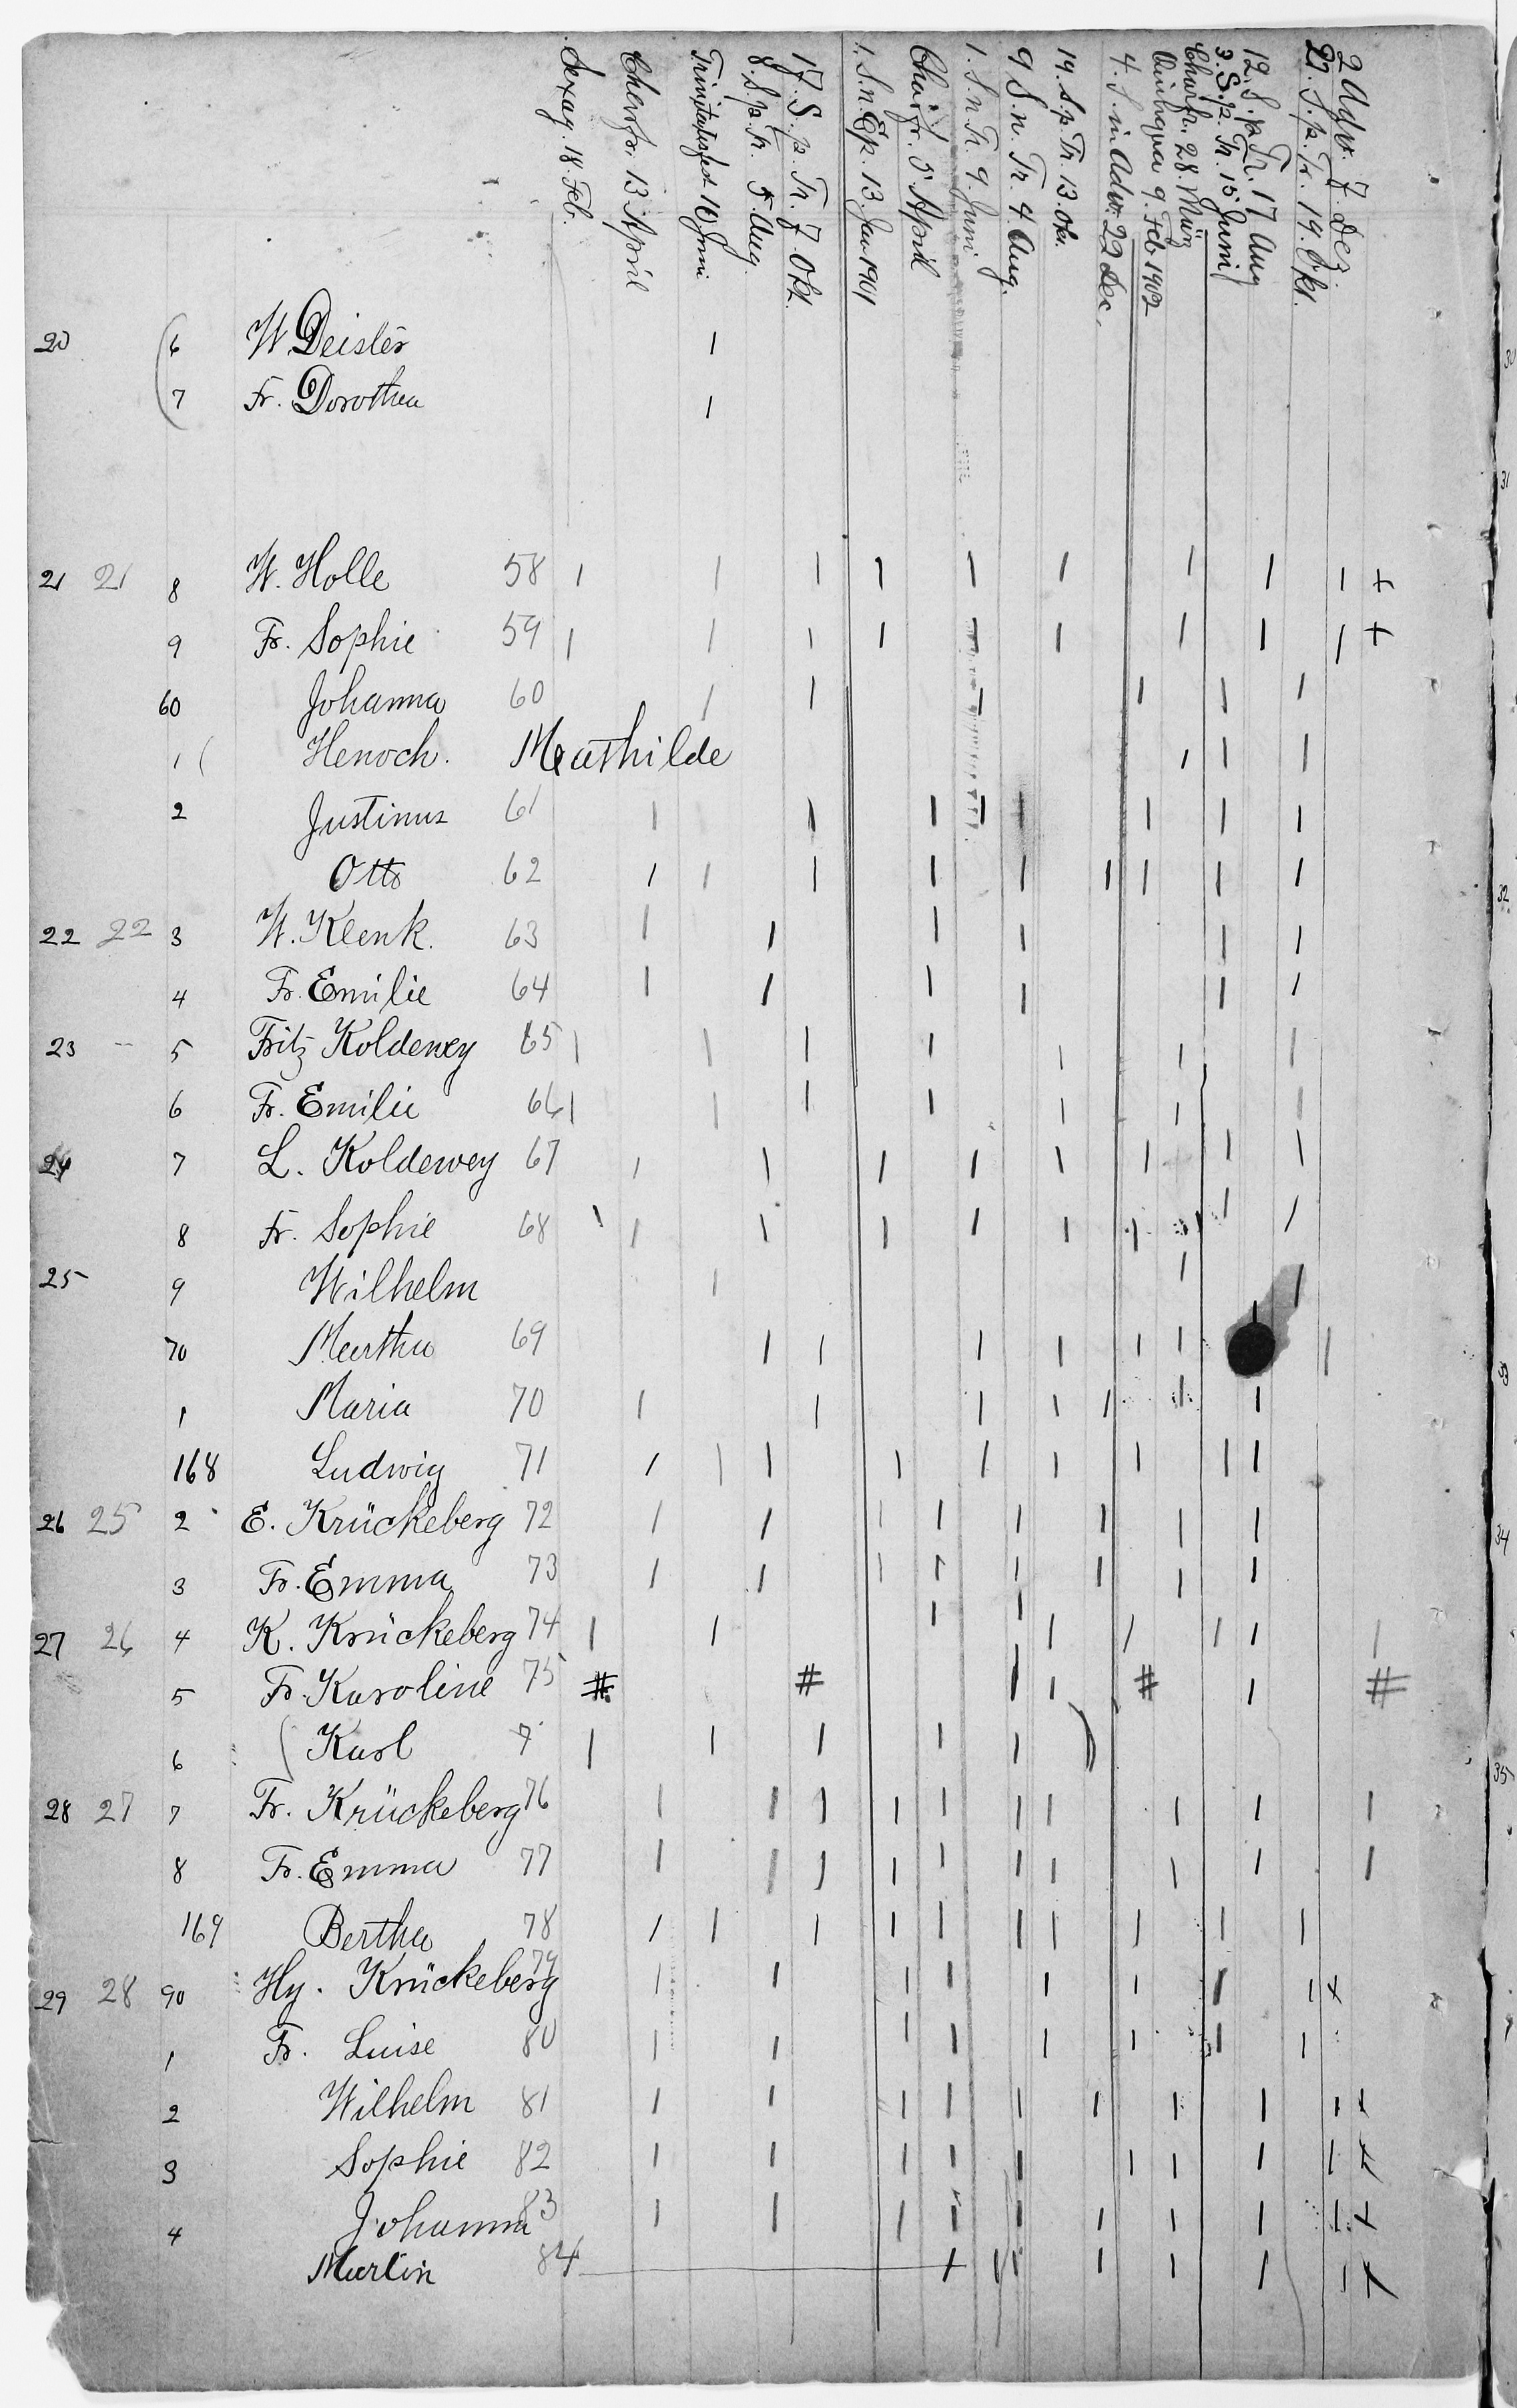 Sexag. 18. Feb.
Charfr. 13 April
Trinitatisfest 10 Juni
8. S. p. Tr. 5. Aug.
17. S. p. Tr. 7 Okt.
1. S. n. Ep. 13. Jan 1901
Charfr. 5 April
1. S. n. Tr. 9. Juni
9 S. n. Tr. 4. Aug.
19. S. p. Tr. 13. Okt.
4. S. in Adv. 22 Dec.
Quinqua 9. Feb 1902
Charfr. 28. März
3. S. p. Tr. 15 Juni
12. S. p. Tr. 17 Aug
22. S. p. Tr. 19. Okt.
2 Adv. 7. Dez.
20 6 W. Deisler
7 Fr. Dorothea
21 21 8 W. Holle 58
9 Fr. Sophie 59
60 Johanna 60
1 Henoch. Mathilde
2 Justinus 61
Otto 62
22 22 3 W. Klenk. 63
4 Fr. Emilie 64
23 5 Fritz Koldewey 65
6 Fr. Emilie 66
24 7 L. Koldewey 67
8 Fr. Sophie 68
25 9 Wilhelm
70 Martha 69
1 Maria 70
168 Ludwig 71
26 25 2 E. Krückeberg 72
3 Fr. Emma 73
27 26 4 K. Krückeberg 74
5 Fr. Karoline 75
6 Karl 7
28 27 7 Fr. Krückeberg 76
8 Fr. Emma 77
169 Bertha 78
29 28 90 Hy. Krückeberg 79
1 Fr. Luise 80
2 Wilhelm 81
3 Sophie 82
4 Johanna 83
Martin 84
30
31
32
33
34
35